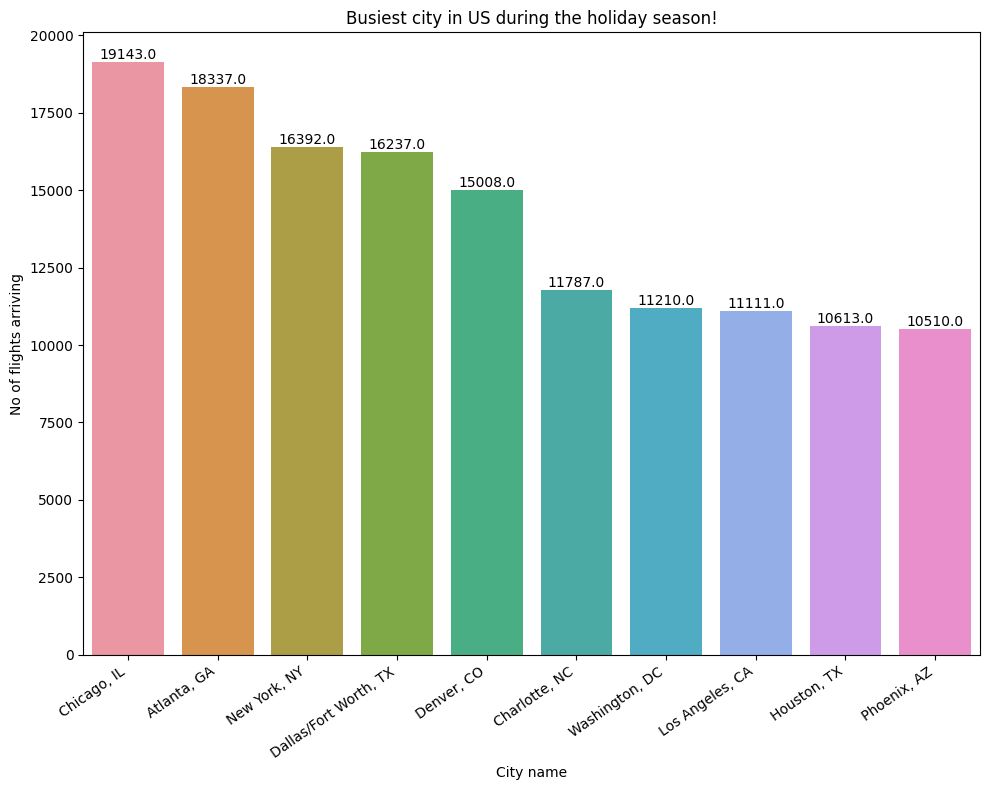 Busiest city in US during the holiday season!
20000
17500
15000
12500
10000
7500
5000
2500
0
No of flights arriving
19143.0
18337.0
16392.0
16237.0
15008.0
11787.0
11210.0
11111.0
10613.0
10510.0
Chicago, IL
Atlanta, GA
New York, NY
Dallas/Fort Worth, TX
Denver, CO
Charlotte, NC
Washington, DC
Los Angeles, CA
Houston, TX
Phoenix, AZ
City name